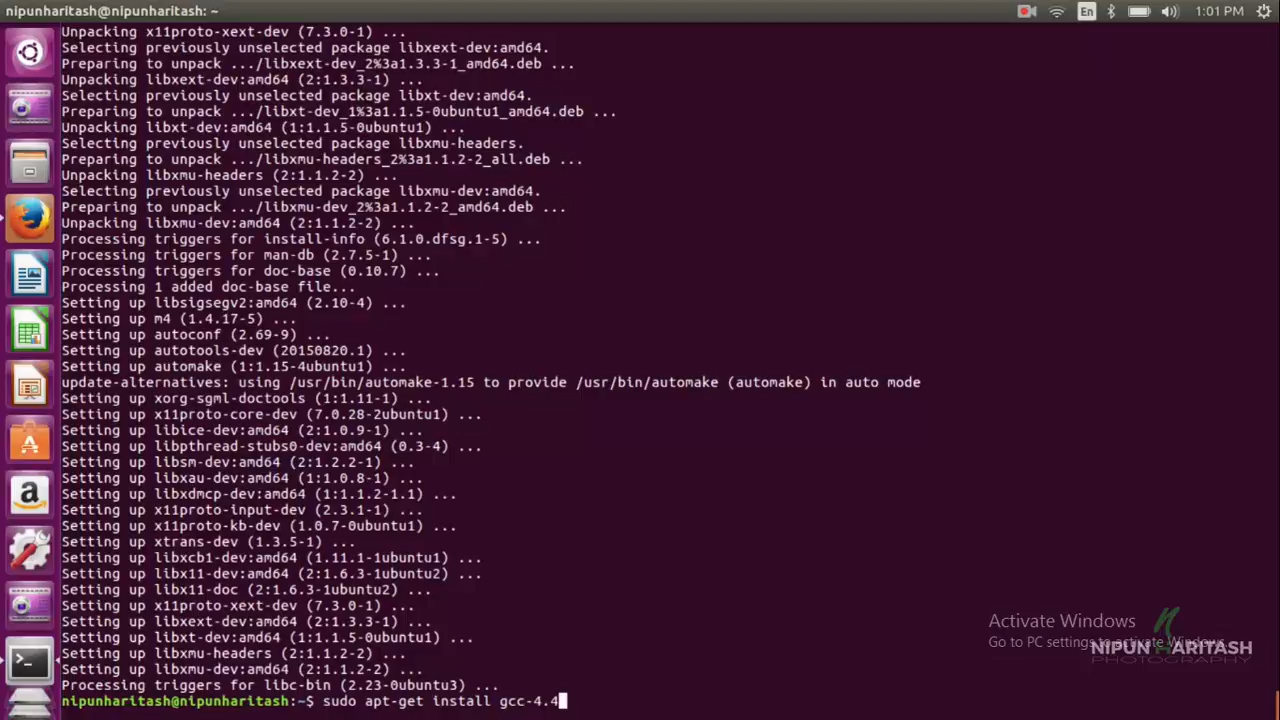 nipunharitash@nipunharitash: ~
En
1:01 PM
Unpacking x11proto-xext-dev (7.3.0-1) ...
Selecting previously unselected package libxext-dev:amd64.
Preparing to unpack .../libxext-dev_2%3a1.3.3-1_amd64.deb ...
Unpacking libxext-dev:amd64 (2:1.3.3-1) ...
Selecting previously unselected package libxt-dev:amd64.
Preparing to unpack .../libxt-dev_1%3a1.1.5-0ubuntu1_amd64.deb ...
Unpacking libxt-dev:amd64 (1:1.1.5-0ubuntu1) ...
Selecting previously unselected package libxmu-headers.
Preparing to unpack .../libxmu-headers_2%3a1.1.2-2_all.deb ...
Unpacking libxmu-headers (2:1.1.2-2) ...
Selecting previously unselected package libxmu-dev:amd64.
Preparing to unpack .../libxmu-dev_2%3a1.1.2-2_amd64.deb ...
Unpacking libxmu-dev:amd64 (2:1.1.2-2) ...
Processing triggers for install-info (6.1.0.dfsg.1-5) ...
Processing triggers for man-db (2.7.5-1) ...
Processing triggers for doc-base (0.10.7) ...
Processing 1 added doc-base file...
Setting up libsigsegv2:amd64 (2.10-4) ...
Setting up m4 (1.4.17-5) ...
Setting up autoconf (2.69-9) ...
Setting up autotools-dev (20150820.1) ...
Setting up automake (1:1.15-4ubuntu1) ...
update-alternatives: using /usr/bin/automake-1.15 to provide /usr/bin/automake (automake) in auto mode
Setting up xorg-sgml-doctools (1:1.11-1) ...
Setting up x11proto-core-dev (7.0.28-2ubuntu1) ...
Setting up libice-dev:amd64 (2:1.0.9-1) ...
Setting up libpthread-stubs0-dev:amd64 (0.3-4) ...
Setting up libsm-dev:amd64 (2:1.2.2-1) ...
Setting up libxau-dev:amd64 (1:1.0.8-1) ...
Setting up libxdmcp-dev:amd64 (1:1.1.2-1.1) ...
Setting up x11proto-input-dev (2.3.1-1) ...
Setting up x11proto-kb-dev (1.0.7-0ubuntu1) ...
Setting up xtrans-dev (1.3.5-1) ...
Setting up libxcb1-dev:amd64 (1.11.1-1ubuntu1) ...
Setting up libx11-dev:amd64 (2:1.6.3-1ubuntu2) ...
Setting up libx11-doc (2:1.6.3-1ubuntu2) ...
Setting up x11proto-xext-dev (7.3.0-1) ...
Setting up libxext-dev:amd64 (2:1.3.3-1) ...
Setting up libxt-dev:amd64 (1:1.1.5-0ubuntu1) ...
Setting up libxmu-headers (2:1.1.2-2) ...
Setting up libxmu-dev:amd64 (2:1.1.2-2) ...
Processing triggers for libc-bin (2.23-0ubuntu3) ...
nipunharitash@nipunharitash:~$ sudo apt-get install gcc-4.4
Activate Windows
Go to PC settings to activate Windows.
NIPUN HARITASH
PHOTOGRAPHY